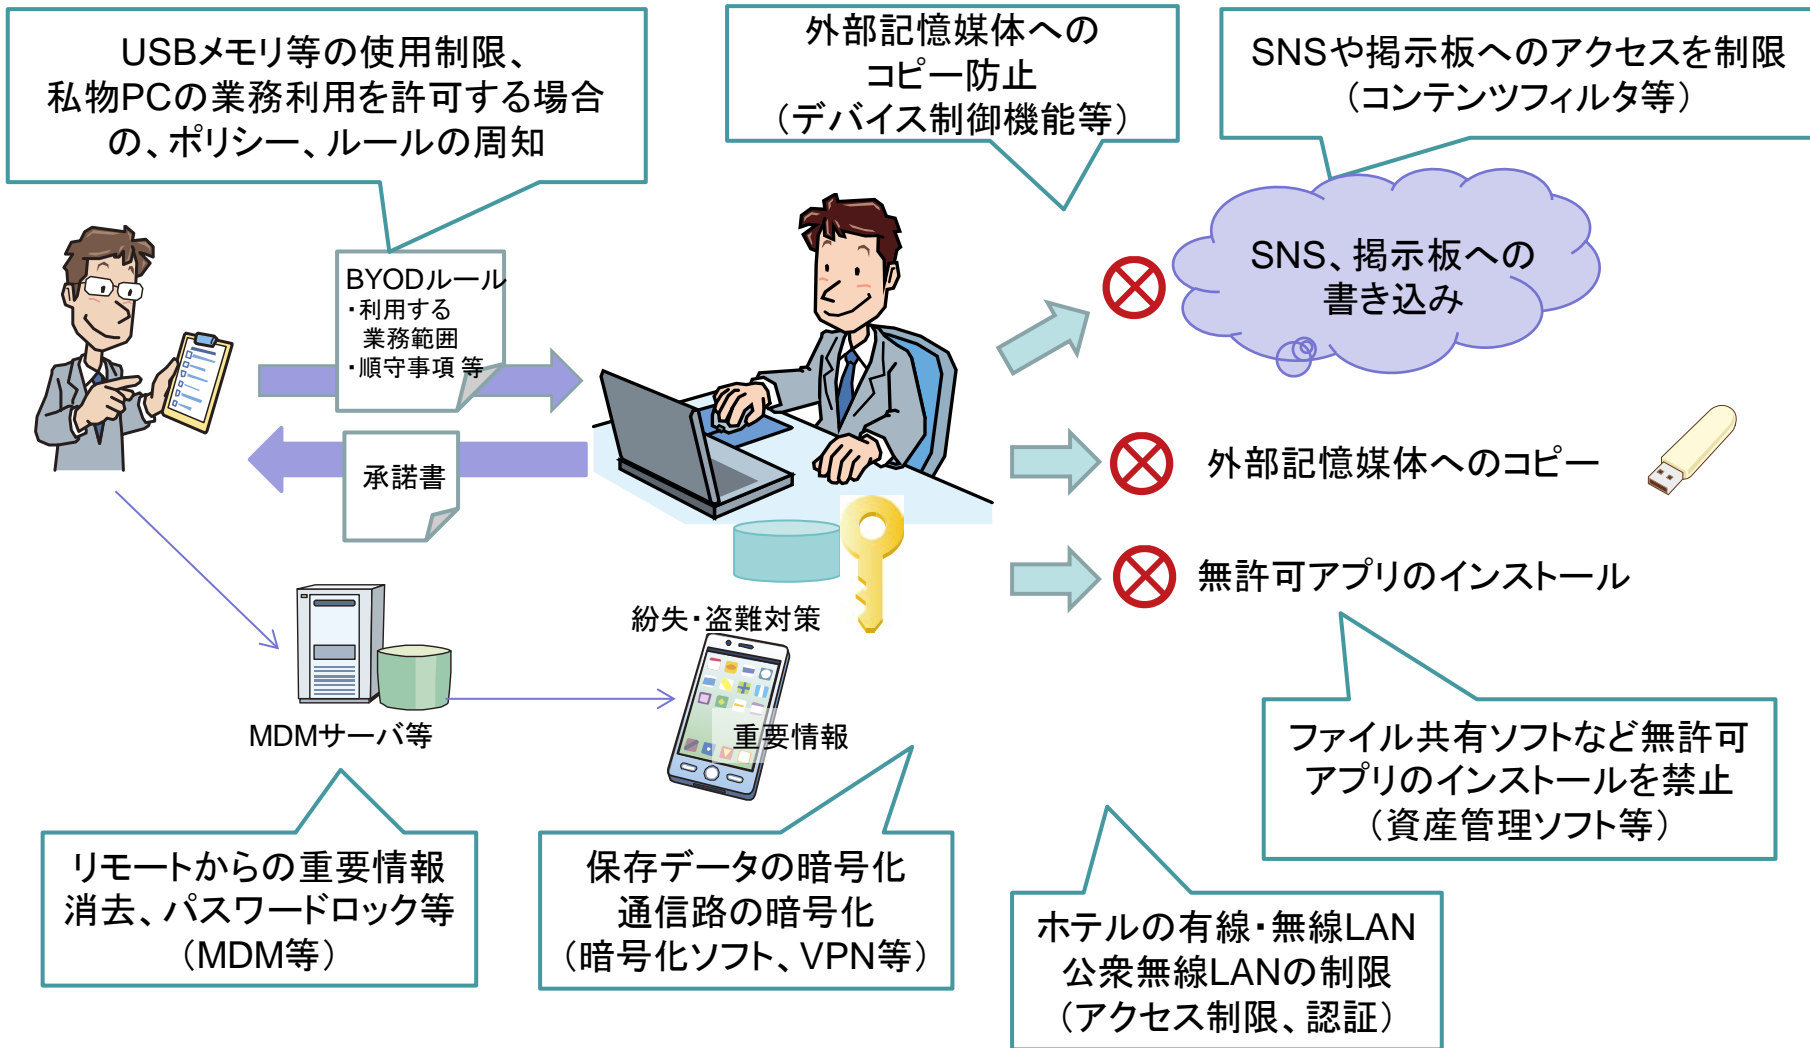 USBメモリ等の使用制限、
私物PCの業務利用を許可する場合
の、ポリシー、ルールの周知
外部記憶媒体への
コピー防止
（デバイス制御機能等）
SNSや掲示板へのアクセスを制限
（コンテンツフィルタ等）
BYODルール
・利用する
業務範囲
・順守事項 等
承諾書
SNS、掲示板への
書き込み
外部記憶媒体へのコピー
無許可アプリのインストール
紛失・盗難対策
重要情報
MDMサーバ等
ファイル共有ソフトなど無許可
アプリのインストールを禁止
（資産管理ソフト等）
リモートからの重要情報
消去、パスワードロック等
（MDM等）
保存データの暗号化
通信路の暗号化
（暗号化ソフト、VPN等）
ホテルの有線・無線LAN
公衆無線LANの制限
（アクセス制限、認証）